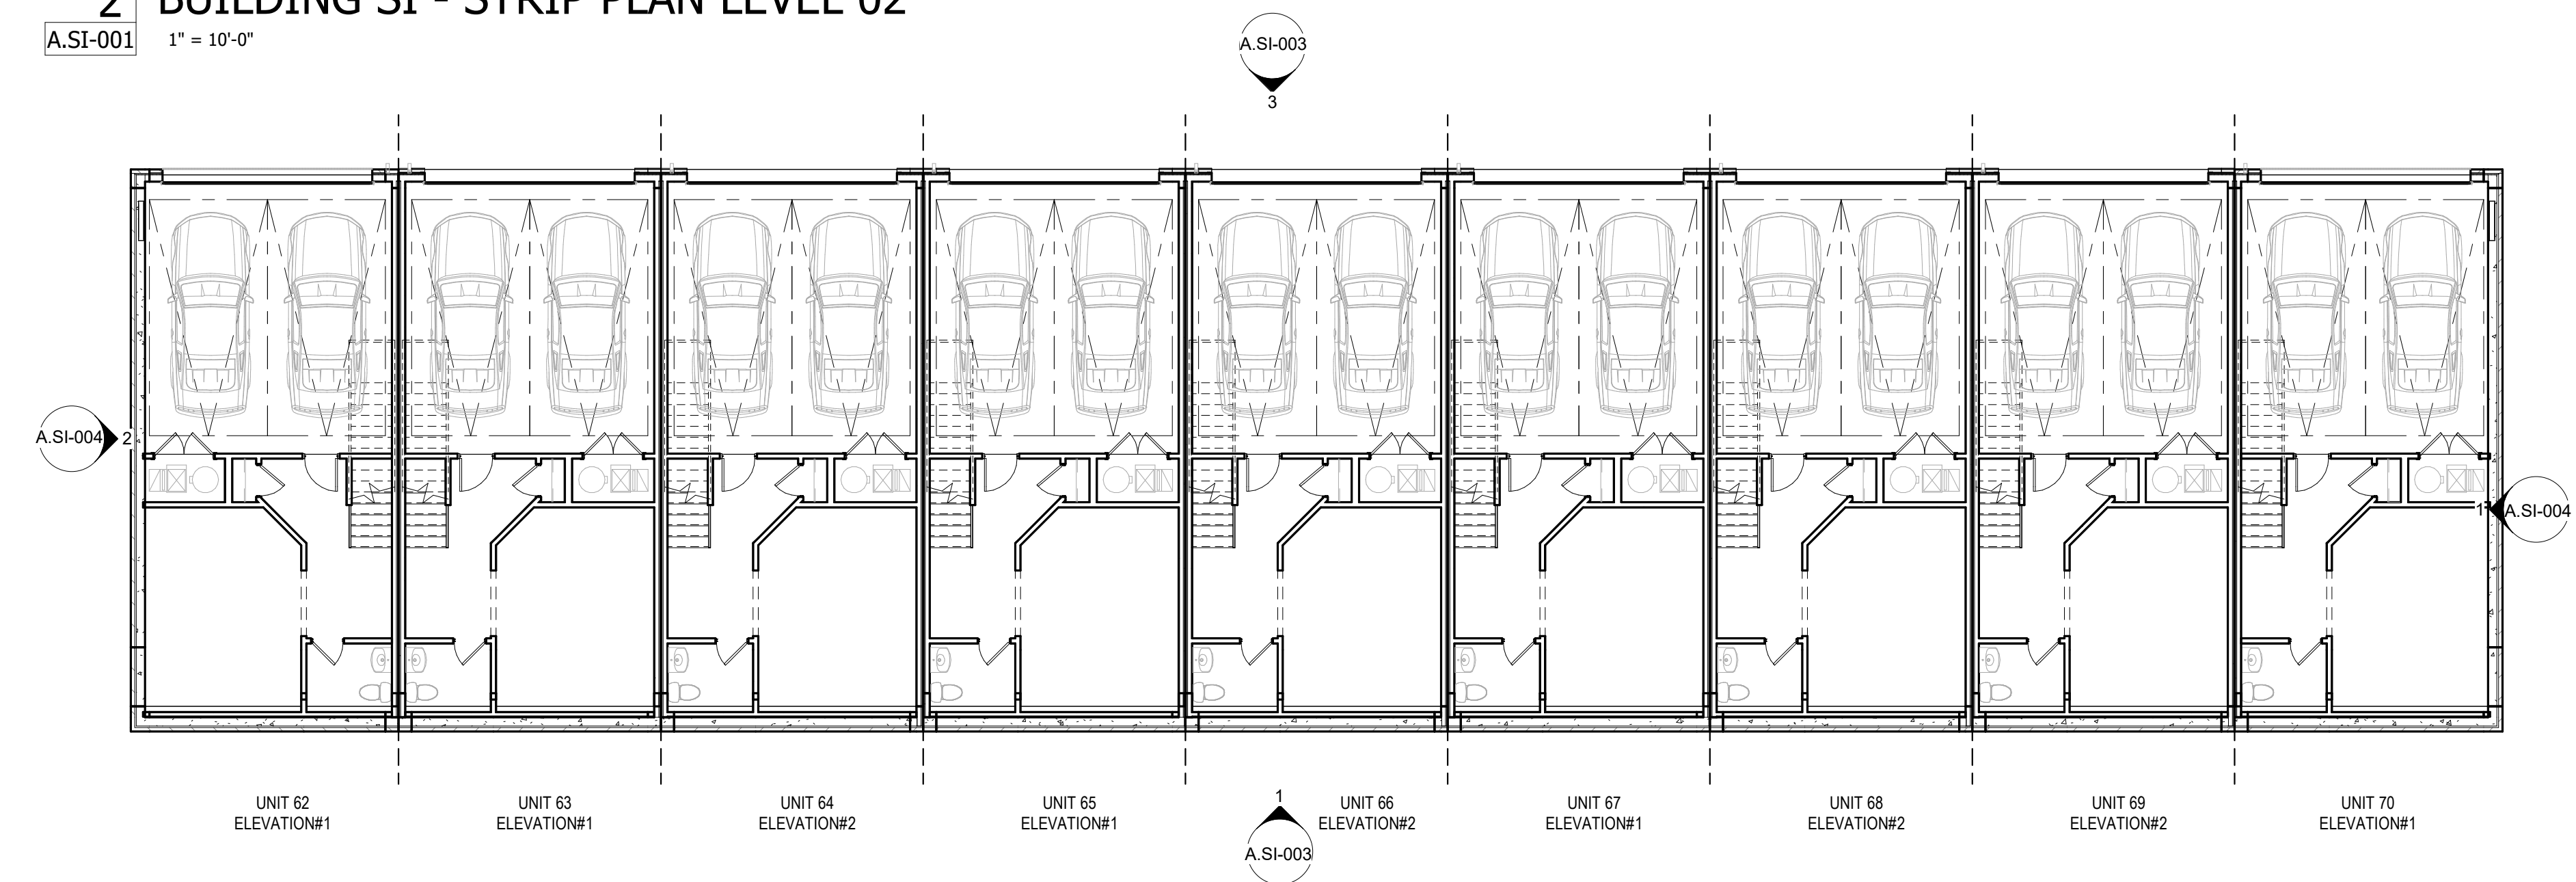 2 BUILDING SI - STRIP PLAN LEVEL 02
A.SI-001 1" = 10'-0"
A.SI-003
3
A.SI-004 2
1 A.SI-004
UNIT 62
ELEVATION#1
UNIT 63
ELEVATION#1
UNIT 64
ELEVATION#2
UNIT 65
ELEVATION#1
1
A.SI-003
UNIT 66
ELEVATION#2
UNIT 67
ELEVATION#1
UNIT 68
ELEVATION#2
UNIT 69
ELEVATION#2
UNIT 70
ELEVATION#1